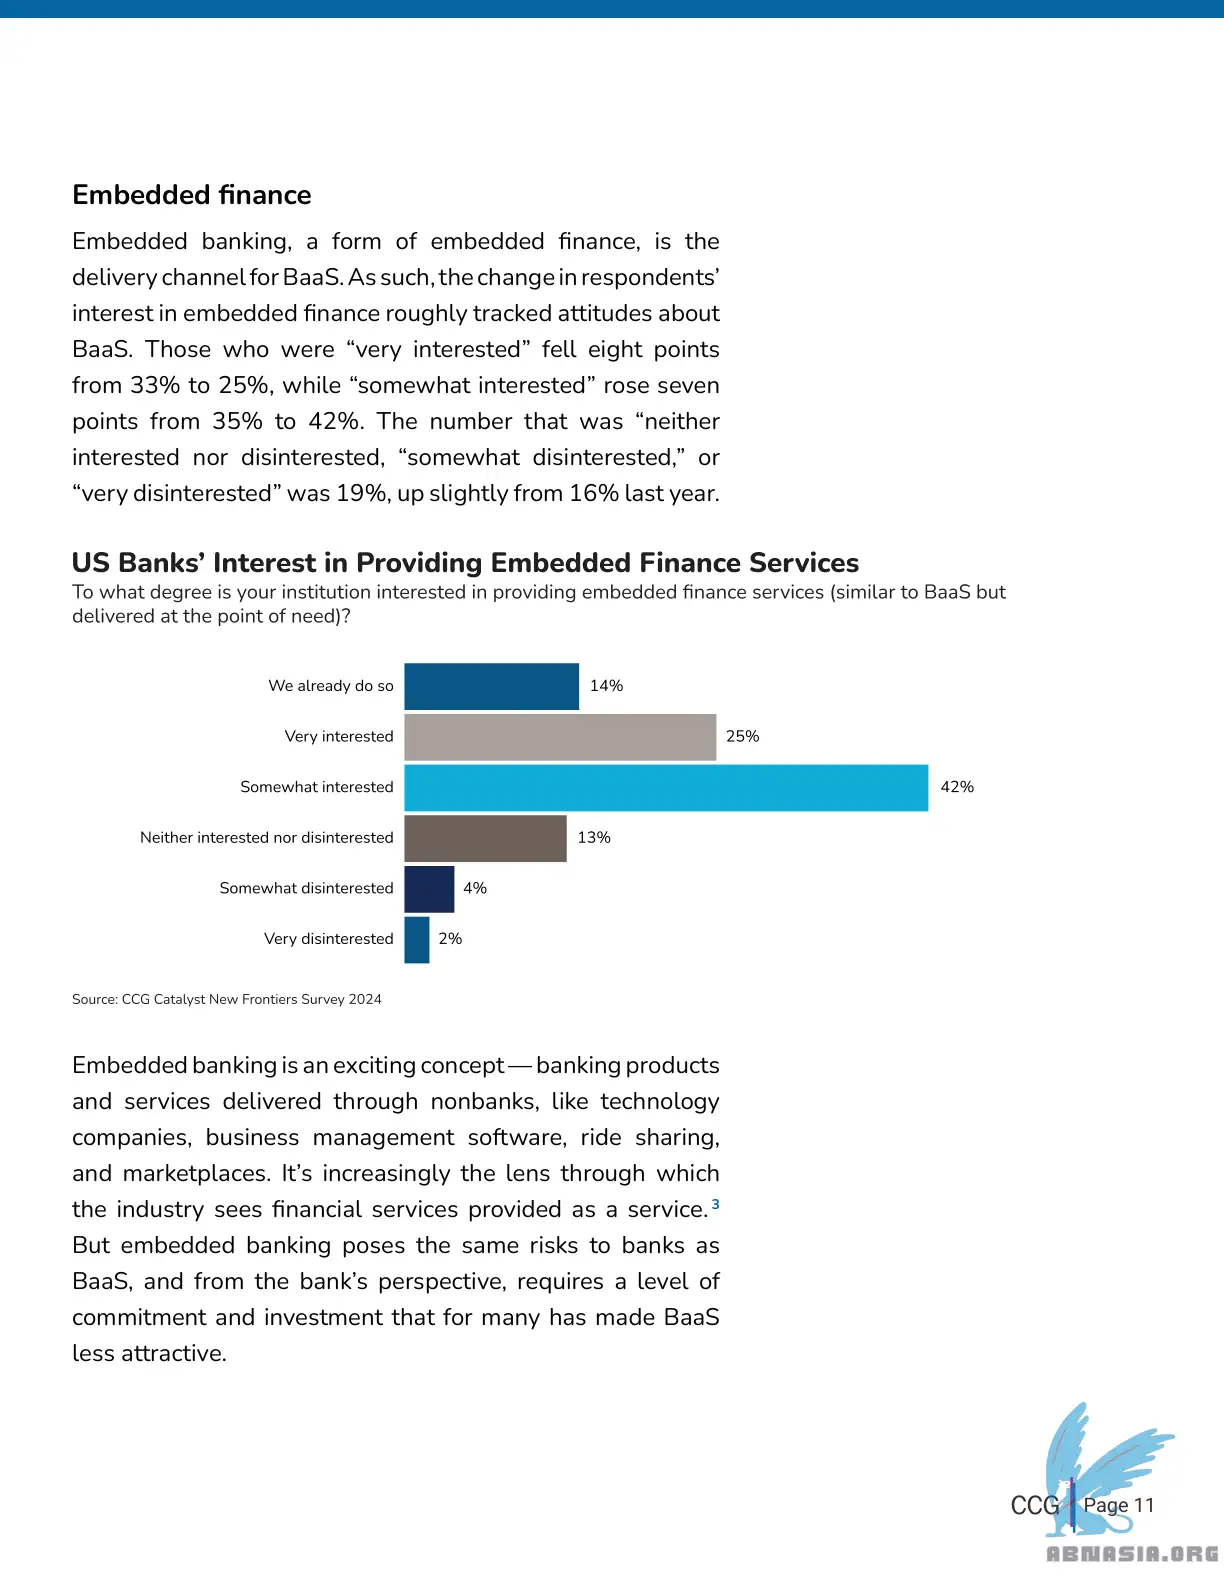 Embedded finance
Embedded banking, a form of embedded finance, is the
delivery channel for BaaS. As such, the change in respondents’
interest in embedded finance roughly tracked attitudes about
BaaS. Those who were “very interested” fell eight points
from 33% to 25%, while “somewhat interested” rose seven
points from 35% to 42%. The number that was “neither
interested nor disinterested, “somewhat disinterested,” or
“very disinterested” was 19%, up slightly from 16% last year.
US Banks’ Interest in Providing Embedded Finance Services
To what degree is your institution interested in providing embedded finance services (similar to BaaS but
delivered at the point of need)?
We already do so 14%
Very interested 25%
Somewhat interested 42%
Neither interested nor disinterested 13%
Somewhat disinterested 4%
Very disinterested 2%
Source: CCG Catalyst New Frontiers Survey 2024
Embedded banking is an exciting concept — banking products
and services delivered through nonbanks, like technology
companies, business management software, ride sharing,
and marketplaces. It’s increasingly the lens through which
the industry sees financial services provided as a service. 3
But embedded banking poses the same risks to banks as
BaaS, and from the bank’s perspective, requires a level of
commitment and investment that for many has made BaaS
less attractive.
CCG Page 11
ABNASIA.ORG